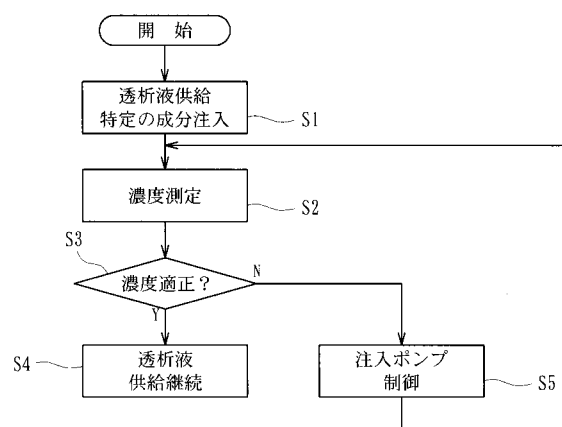 開 始
透析液供給
特定の成分注入
S1
濃度測定
S2
S3
濃度適正？
N
Y
S4
透析液
供給継続
注入ポンプ
制御
S5